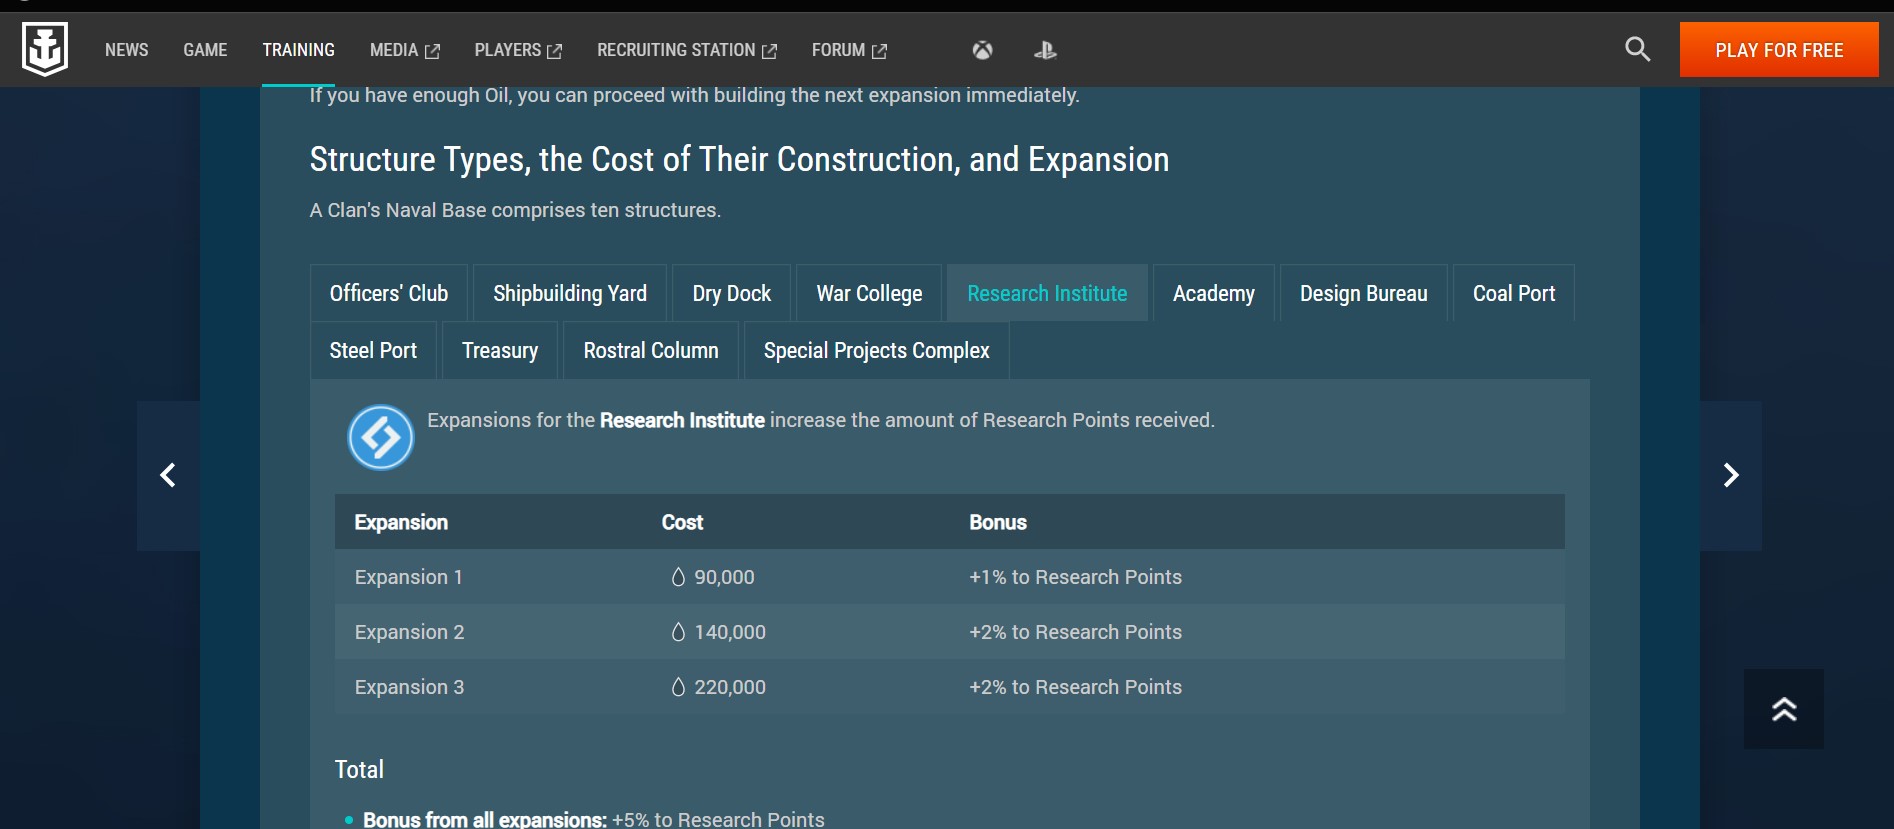 NEWS GAME TRAINING MEDIA PLAYERS RECRUITING STATION FORUM PLAY FOR FREE
If you have enough Oil, you can proceed with building the next expansion immediately.
Structure Types, the Cost of Their Construction, and Expansion
A Clan's Naval Base comprises ten structures.
Officers' Club Shipbuilding Yard Dry Dock War College Research Institute Academy Design Bureau Coal Port
Steel Port Treasury Rostral Column Special Projects Complex
Expansions for the Research Institute increase the amount of Research Points received.
Expansion Cost Bonus
Expansion 1 90,000 +1% to Research Points
Expansion 2 140,000 +2% to Research Points
Expansion 3 220,000 +2% to Research Points
Total
Bonus from all expansions: +5% to Research Points